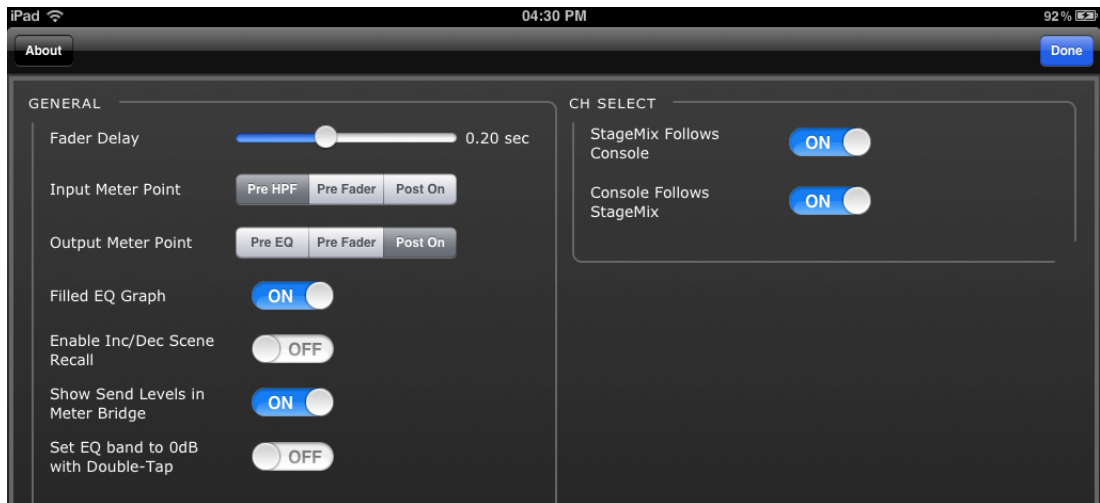 iPad
04:30 PM
92%
About
Done
GENERAL
Fader Delay
0.20 sec
Input Meter Point
Pre HPF
Pre Fader
Post On
Output Meter Point
Pre EQ
Pre Fader
Post On
Filled EQ Graph
ON
Enable Inc/Dec Scene
Recall
OFF
Show Send Levels in
Meter Bridge
ON
Set EQ band to 0dB
with Double-Tap
OFF
CH SELECT
StageMix Follows
Console
ON
Console Follows
StageMix
ON